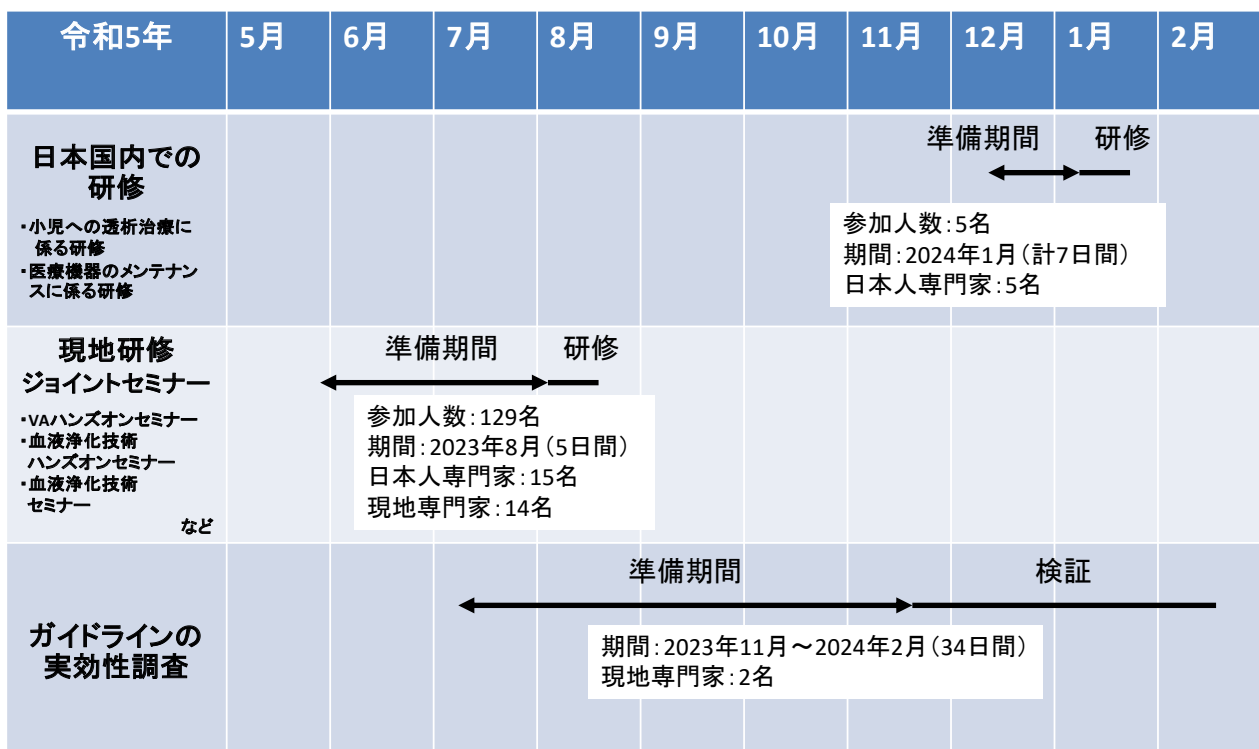 令和5年 5月 6月 7月 8月 9月 10月 11月 12月 1月 2月
日本国内での
研修
・小児への透析治療に
係る研修
・医療機器のメンテナン
スに係る研修
準備期間 研修
参加人数：5名
期間：2024年1月（計7日間）
日本人専門家：5名
現地研修
ジョイントセミナー
・VAハンズオンセミナー
・血液浄化技術
ハンズオンセミナー
・血液浄化技術
セミナー
など
準備期間 研修
参加人数：129名
期間：2023年8月（5日間）
日本人専門家：15名
現地専門家：14名
ガイドラインの
実効性調査
準備期間 検証
期間：2023年11月～2024年2月（34日間）
現地専門家：2名